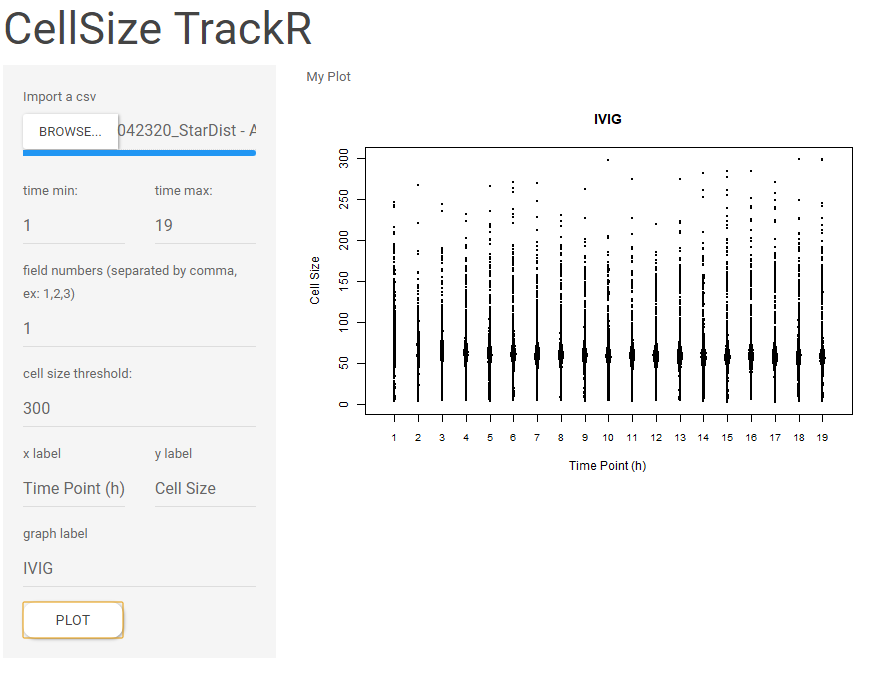 CellSize TrackR
Import a csv
BROWSE... 042320_StarDist - A
time min: time max:
1 19
field numbers (separated by comma,
ex: 1,2,3)
1
cell size threshold:
300
x label y label
Time Point (h) Cell Size
graph label
IVIG
PLOT
My Plot
IVIG
300
250
200
150
100
50
0
Cell Size
1 2 3 4 5 6 7 8 9 10 11 12 13 14 15 16 17 18 19
Time Point (h)